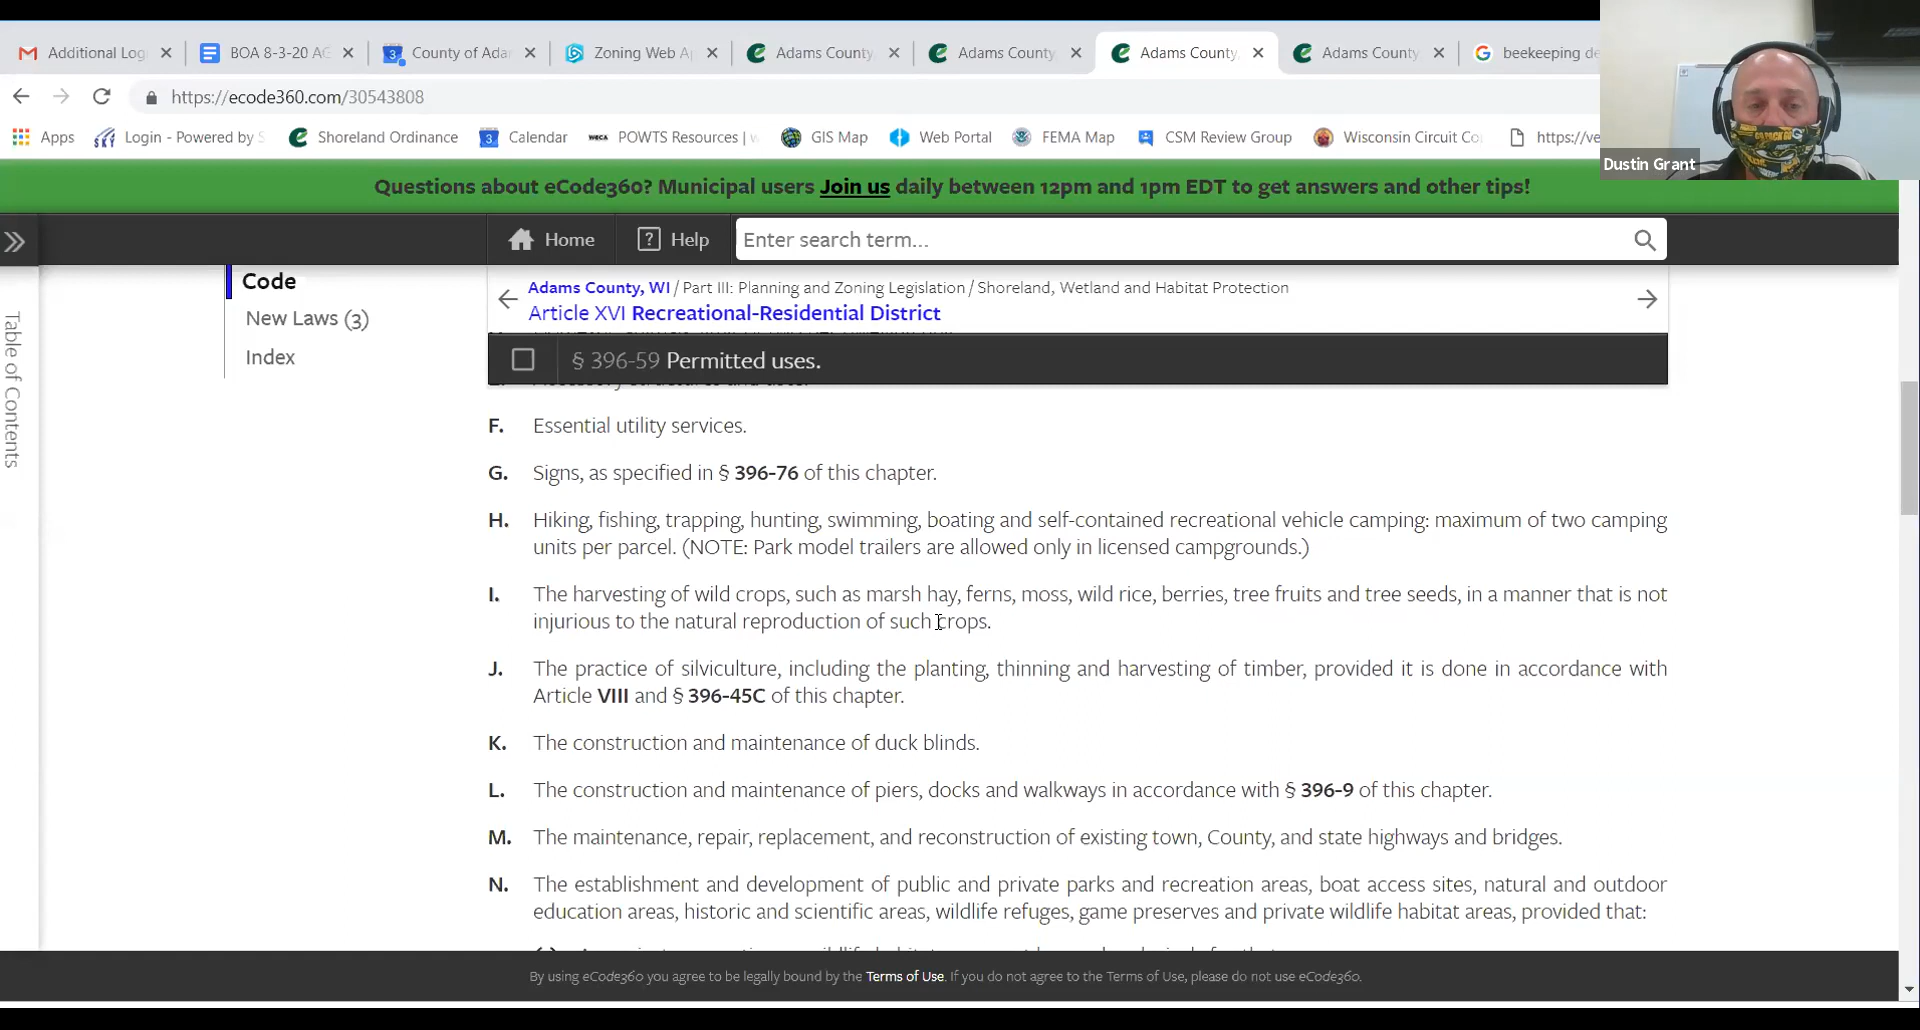 Additional Log
BOA 8-3-20 AG
County of Ada
Zoning Web A
Adams County,
Adams County,
Adams County,
Adams County
beekeeping de
https://ecode360.com/30543808
Apps
Login - Powered by S
Shoreland Ordinance
Calendar
POWTS Resources | w
GIS Map
Web Portal
FEMA Map
CSM Review Group
Wisconsin Circuit Co
https://ve
Dustin Grant
Questions about eCode360? Municipal users Join us daily between 12pm and 1pm EDT to get answers and other tips!
Home
Help
Enter search term...
Table of Contents
Code
New Laws (3)
Index
Adams County, WI / Part III: Planning and Zoning Legislation / Shoreland, Wetland and Habitat Protection
Article XVI Recreational-Residential District
§ 396-59 Permitted uses.
F. Essential utility services.
G. Signs, as specified in § 396-76 of this chapter.
H. Hiking, fishing, trapping, hunting, swimming, boating and self-contained recreational vehicle camping: maximum of two camping
units per parcel. (NOTE: Park model trailers are allowed only in licensed campgrounds.)
I. The harvesting of wild crops, such as marsh hay, ferns, moss, wild rice, berries, tree fruits and tree seeds, in a manner that is not
injurious to the natural reproduction of such crops.
J. The practice of silviculture, including the planting, thinning and harvesting of timber, provided it is done in accordance with
Article VIII and § 396-45C of this chapter.
K. The construction and maintenance of duck blinds.
L. The construction and maintenance of piers, docks and walkways in accordance with § 396-9 of this chapter.
M. The maintenance, repair, replacement, and reconstruction of existing town, County, and state highways and bridges.
N. The establishment and development of public and private parks and recreation areas, boat access sites, natural and outdoor
education areas, historic and scientific areas, wildlife refuges, game preserves and private wildlife habitat areas, provided that:
By using eCode360 you agree to be legally bound by the Terms of Use. If you do not agree to the Terms of Use, please do not use eCode360.